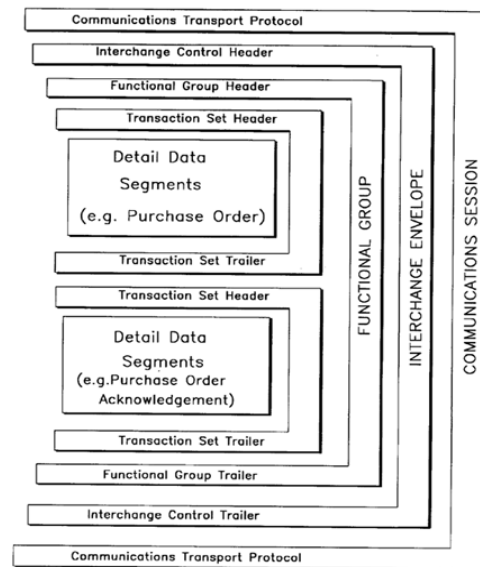 Communications Transport Protocol
Interchange Control Header
Functional Group Header
Transaction Set Header
Detail Data
Segments
(e.g. Purchase Order)
Transaction Set Trailer
Transaction Set Header
Detail Data
Segments
(e.g.Purchase Order
Acknowledgement)
Transaction Set Trailer
Functional Group Trailer
Interchange Control Trailer
Communications Transport Protocol
FUNCTIONAL GROUP
INTERCHANGE ENVELOPE
COMMUNICATIONS SESSION